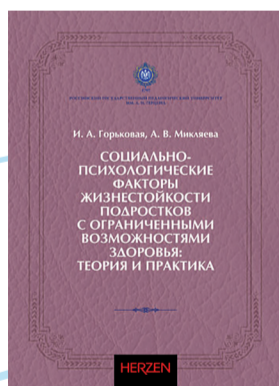 РОССИЙСКИЙ ГОСУДАРСТВЕННЫЙ ПЕДАГОГИЧЕСКИЙ УНИВЕРСИТЕТ
ИМ. А. И. ГЕРЦЕНА
И. А. Горьковая, А. В. Микляева
СОЦИАЛЬНО-
ПСИХОЛОГИЧЕСКИЕ
ФАКТОРЫ
ЖИЗНЕСТОЙКОСТИ
ПОДРОСТКОВ
С ОГРАНИЧЕННЫМИ
ВОЗМОЖНОСТЯМИ
ЗДОРОВЬЯ:
ТЕОРИЯ И ПРАКТИКА
HERZEN